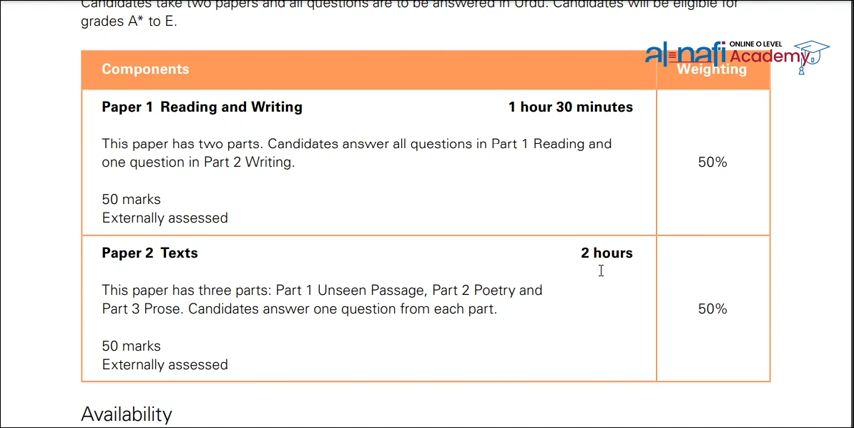 Candidates take two papers and all questions are to be answered in Urdu. Candidates will be eligible for
grades A* to E.
al-nafi ONLINE O LEVEL
Academy
Components Weighting
Paper 1 Reading and Writing 1 hour 30 minutes
This paper has two parts. Candidates answer all questions in Part 1 Reading and
one question in Part 2 Writing.
50%
50 marks
Externally assessed
Paper 2 Texts 2 hours
This paper has three parts: Part 1 Unseen Passage, Part 2 Poetry and
Part 3 Prose. Candidates answer one question from each part.
50%
50 marks
Externally assessed
Availability